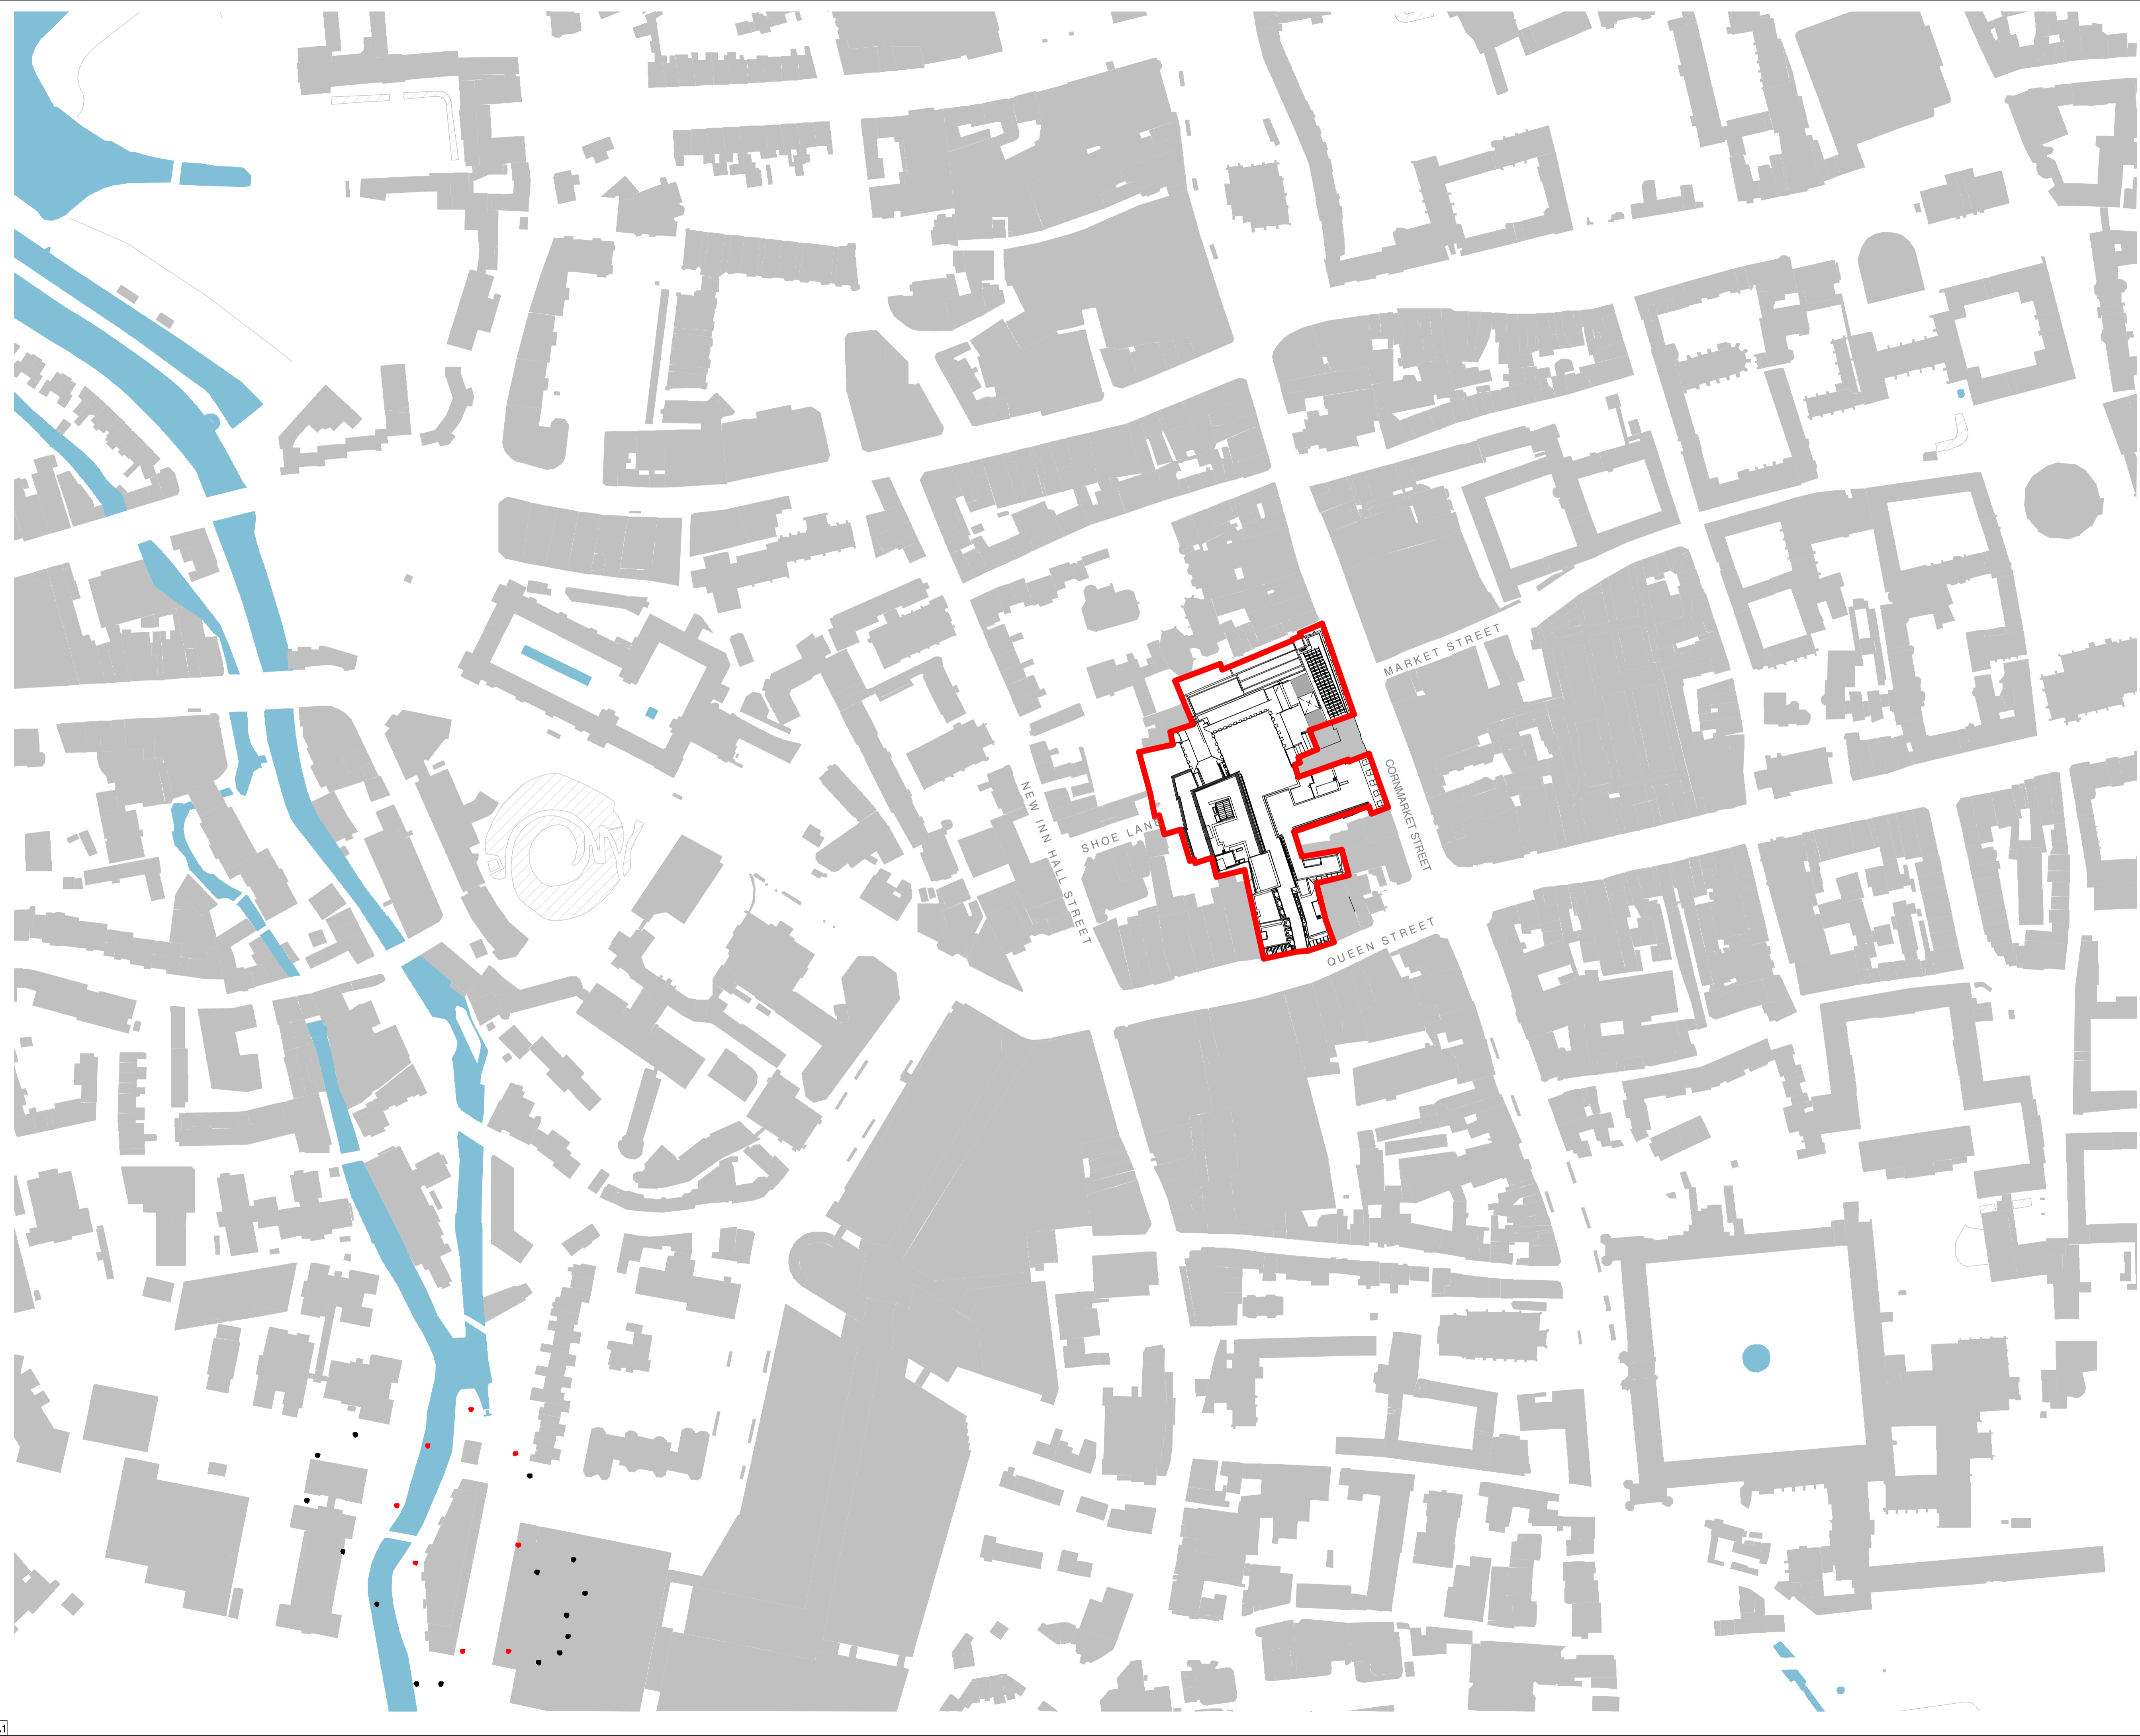 MARKET STREET
CORNMARKET STREET
NEW INN HALL STREET
SHOE LANE
QUEEN STREET